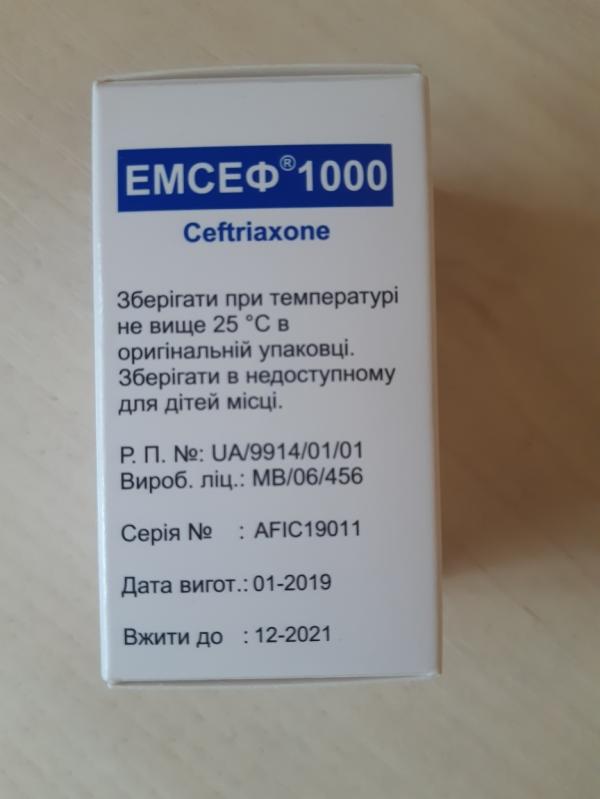 ЕМСЕФ® 1000
Ceftriaxone
Зберігати при температурі
не вище 25 °C в
оригінальній упаковці.
Зберігати в недоступному
для дітей місці.
Р. П. №: UA/9914/01/01
Вироб. ліц.: MB/06/456
Серія № : AFIC19011
Дата вигот.: 01-2019
Вжити до : 12-2021